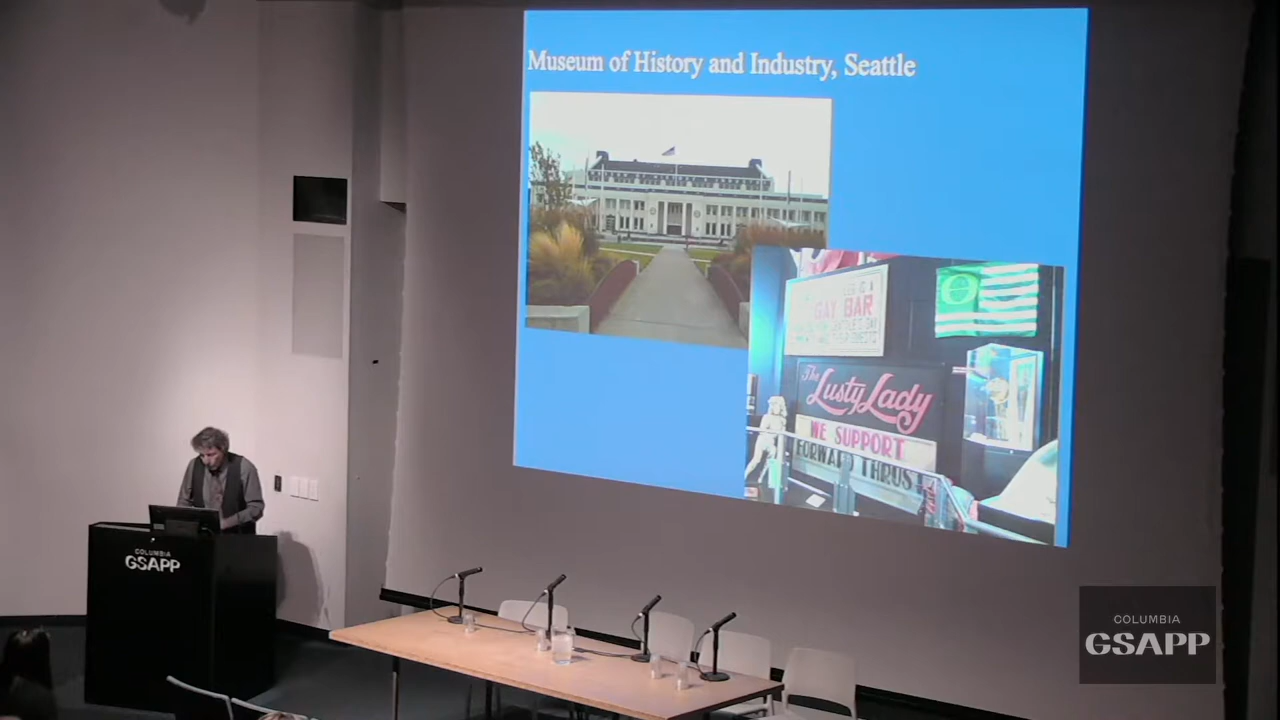 Museum of History and Industry, Seattle
GAY BAR
The
Lusty Lady
WE SUPPORT
FORWARD THRUS
COLUMBIA
GSAPP
COLUMBIA
GSAPP